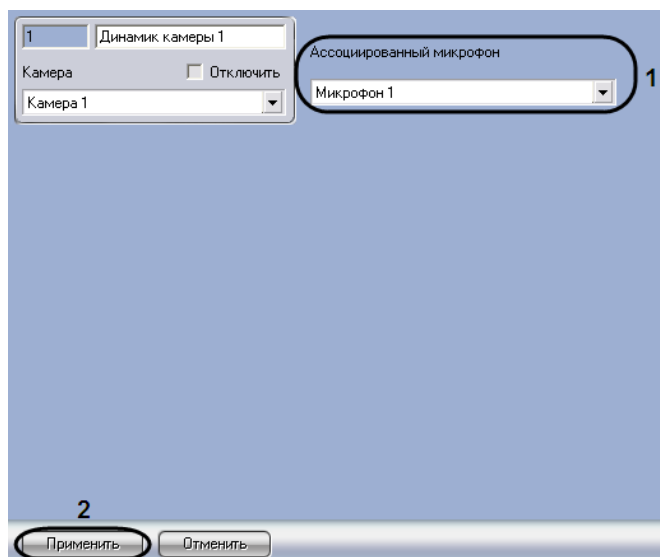 1 Динамик камеры 1
Ассоциированный микрофон
Камера Отключить
Камера 1
Микрофон 1
1
2
Применить Отменить